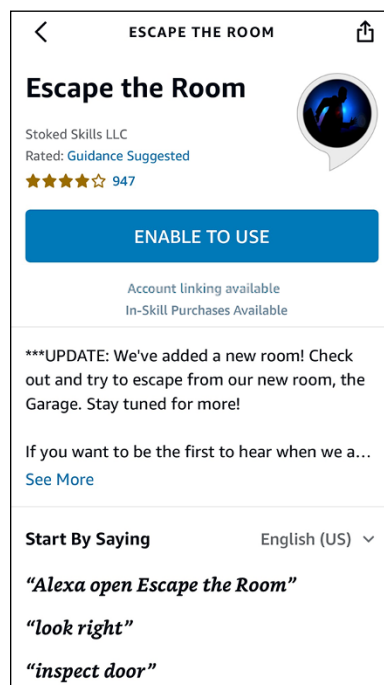 ESCAPE THE ROOM
Escape the Room
Stoked Skills LLC
Rated: Guidance Suggested
947
ENABLE TO USE
Account linking available
In-Skill Purchases Available
***UPDATE: We've added a new room! Check
out and try to escape from our new room, the
Garage. Stay tuned for more!
If you want to be the first to hear when we a...
See More
Start By Saying
English (US)
“Alexa open Escape the Room”
“look right”
“inspect door”